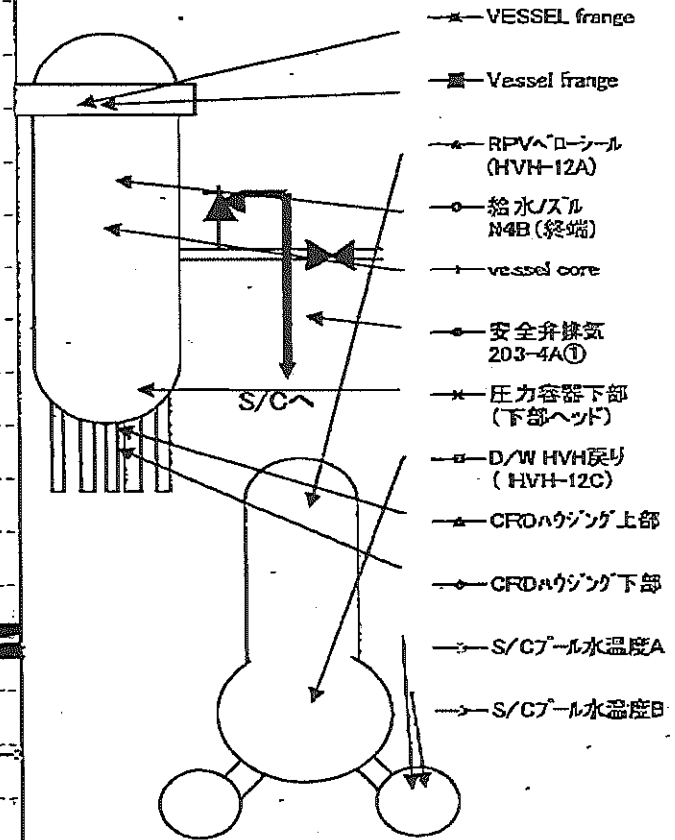 VESSEL frange
Vessel frange
RPVベローシール
(HVH-12A)
給水ノズル
N4B(終端)
vessel core
安全弁排気
203-4A①
圧力容器下部
(下部ヘッド)
D/W HVH戻り
(HVH-12C)
CRDハウジング上部
CRDハウジング下部
S/Cプール水温度A
S/Cプール水温度B
S/Cへ